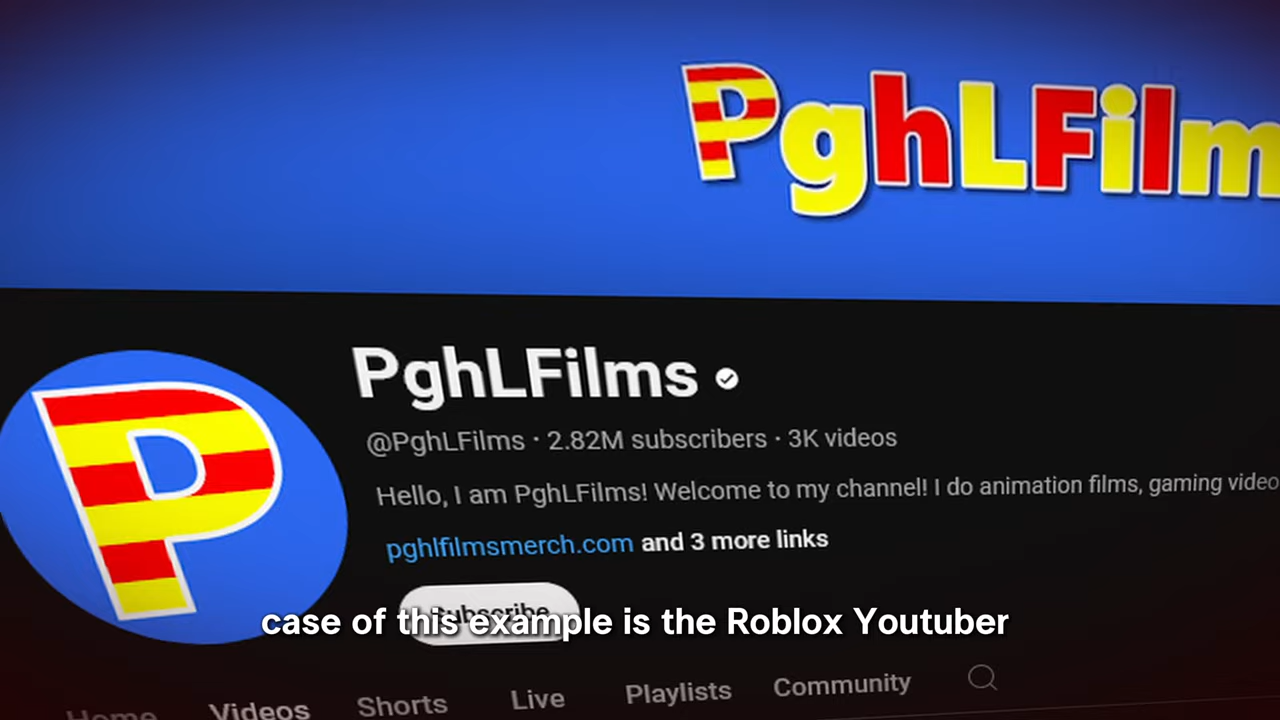 PghLFilm
PghLFilms
@PghLFilms · 2.82M subscribers · 3K videos
Hello, I am PghLFilms! Welcome to my channel! I do animation films, gaming video
pghlfilmsmerch.com and 3 more links
Subscribe
case of this example is the Roblox Youtuber
Home Videos Shorts Live Playlists Community
P